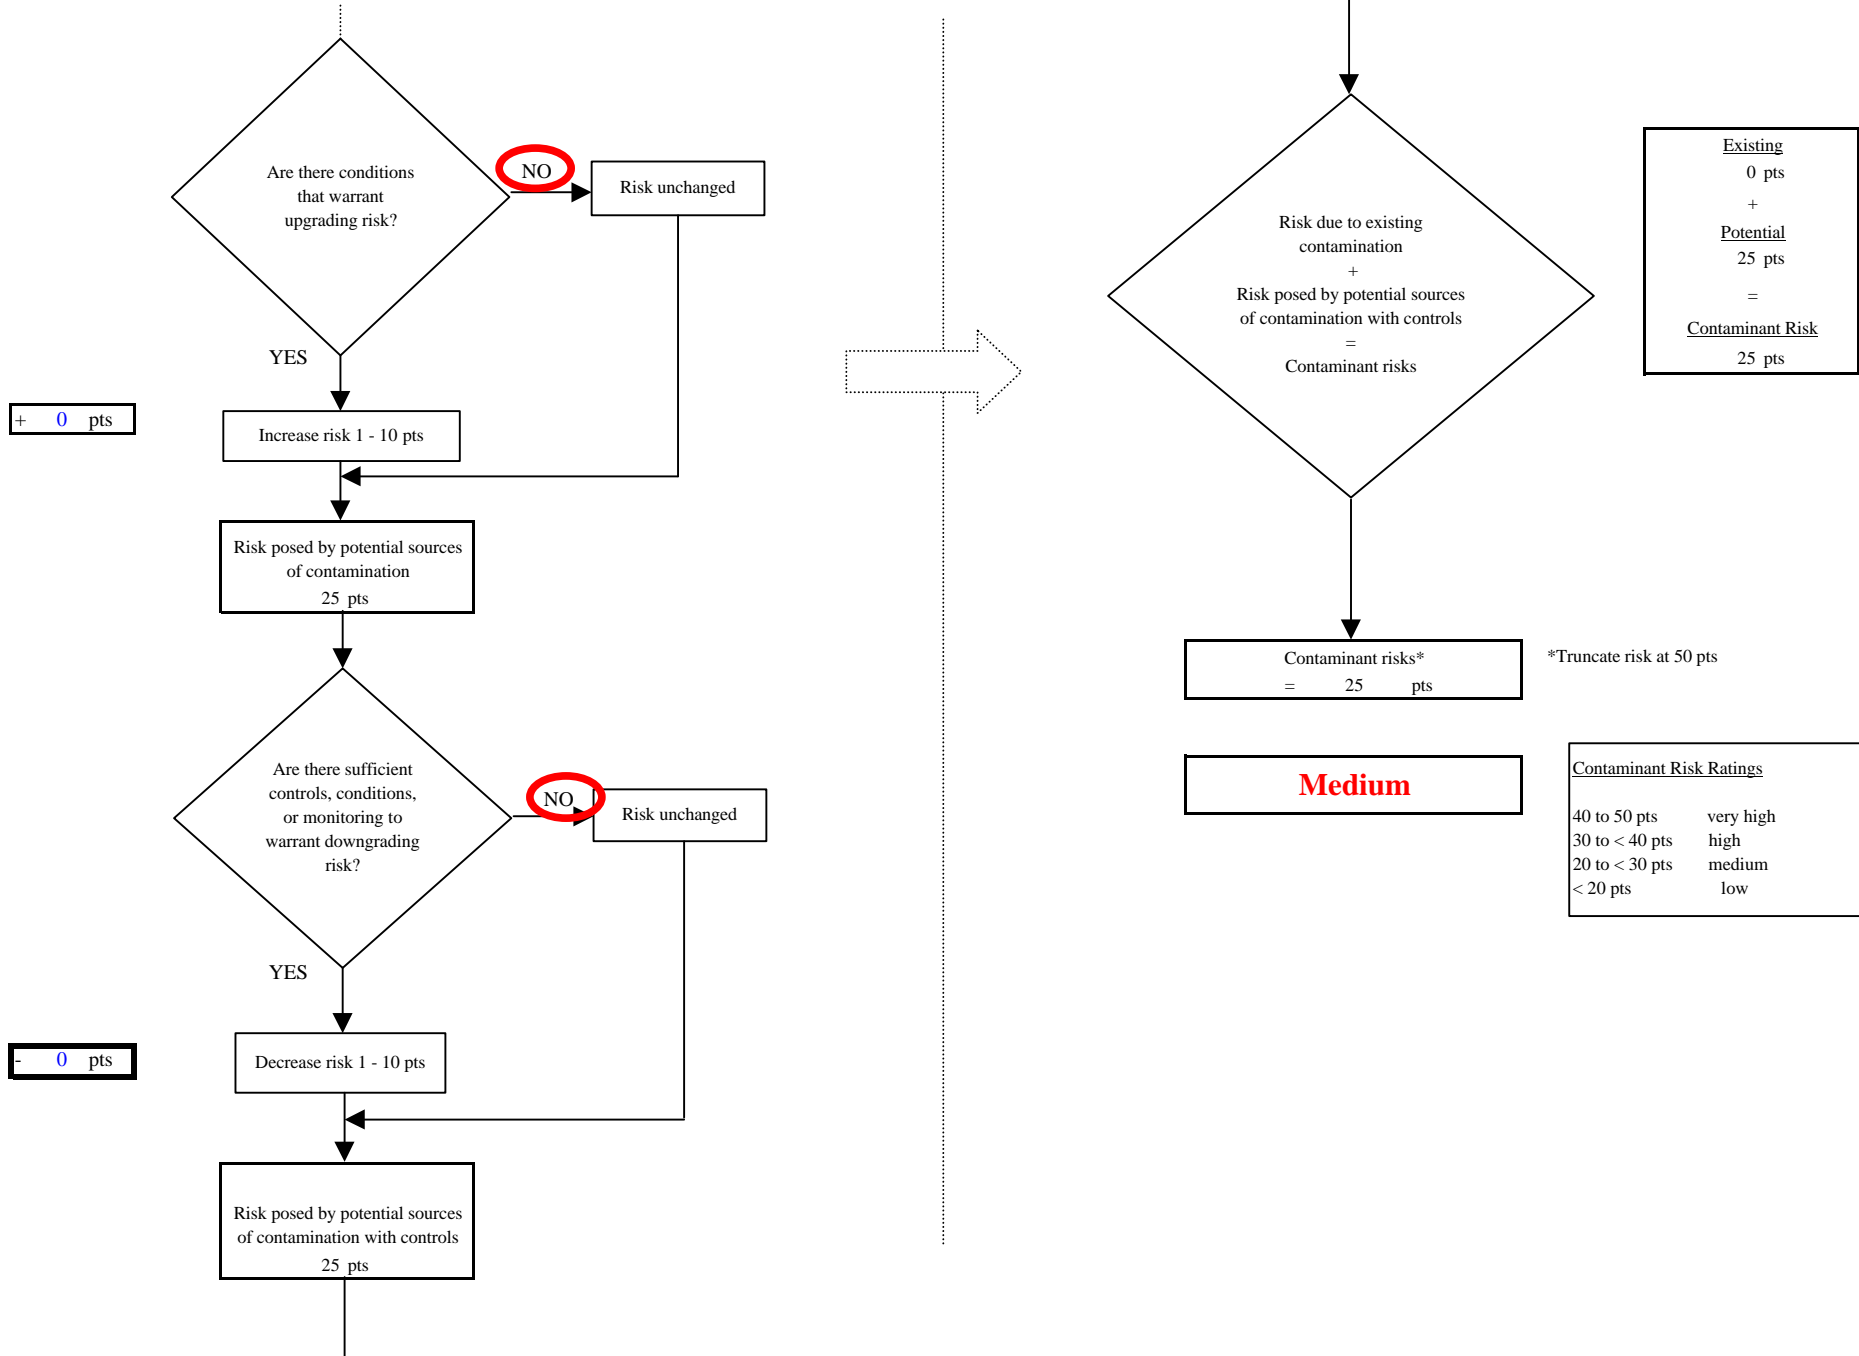 Are there conditions
that warrant
upgrading risk?
NO
Risk unchanged
YES
+ 0 pts
Increase risk 1 - 10 pts
Risk posed by potential sources
of contamination
25 pts
Are there sufficient
controls, conditions,
or monitoring to
warrant downgrading
risk?
NO
Risk unchanged
YES
- 0 pts
Decrease risk 1 - 10 pts
Risk posed by potential sources
of contamination with controls
25 pts
Risk due to existing
contamination
+
Risk posed by potential sources
of contamination with controls
=
Contaminant risks
Existing
0 pts
+
Potential
25 pts
=
Contaminant Risk
25 pts
Contaminant risks*
= 25 pts
*Truncate risk at 50 pts
Medium
Contaminant Risk Ratings
40 to 50 pts very high
30 to < 40 pts high
20 to < 30 pts medium
< 20 pts low